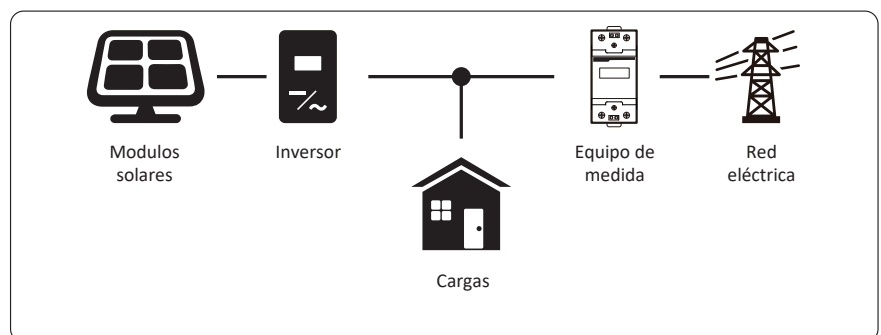 Modulos
solares
Inversor
Equipo de
medida
Red
eléctrica
Cargas